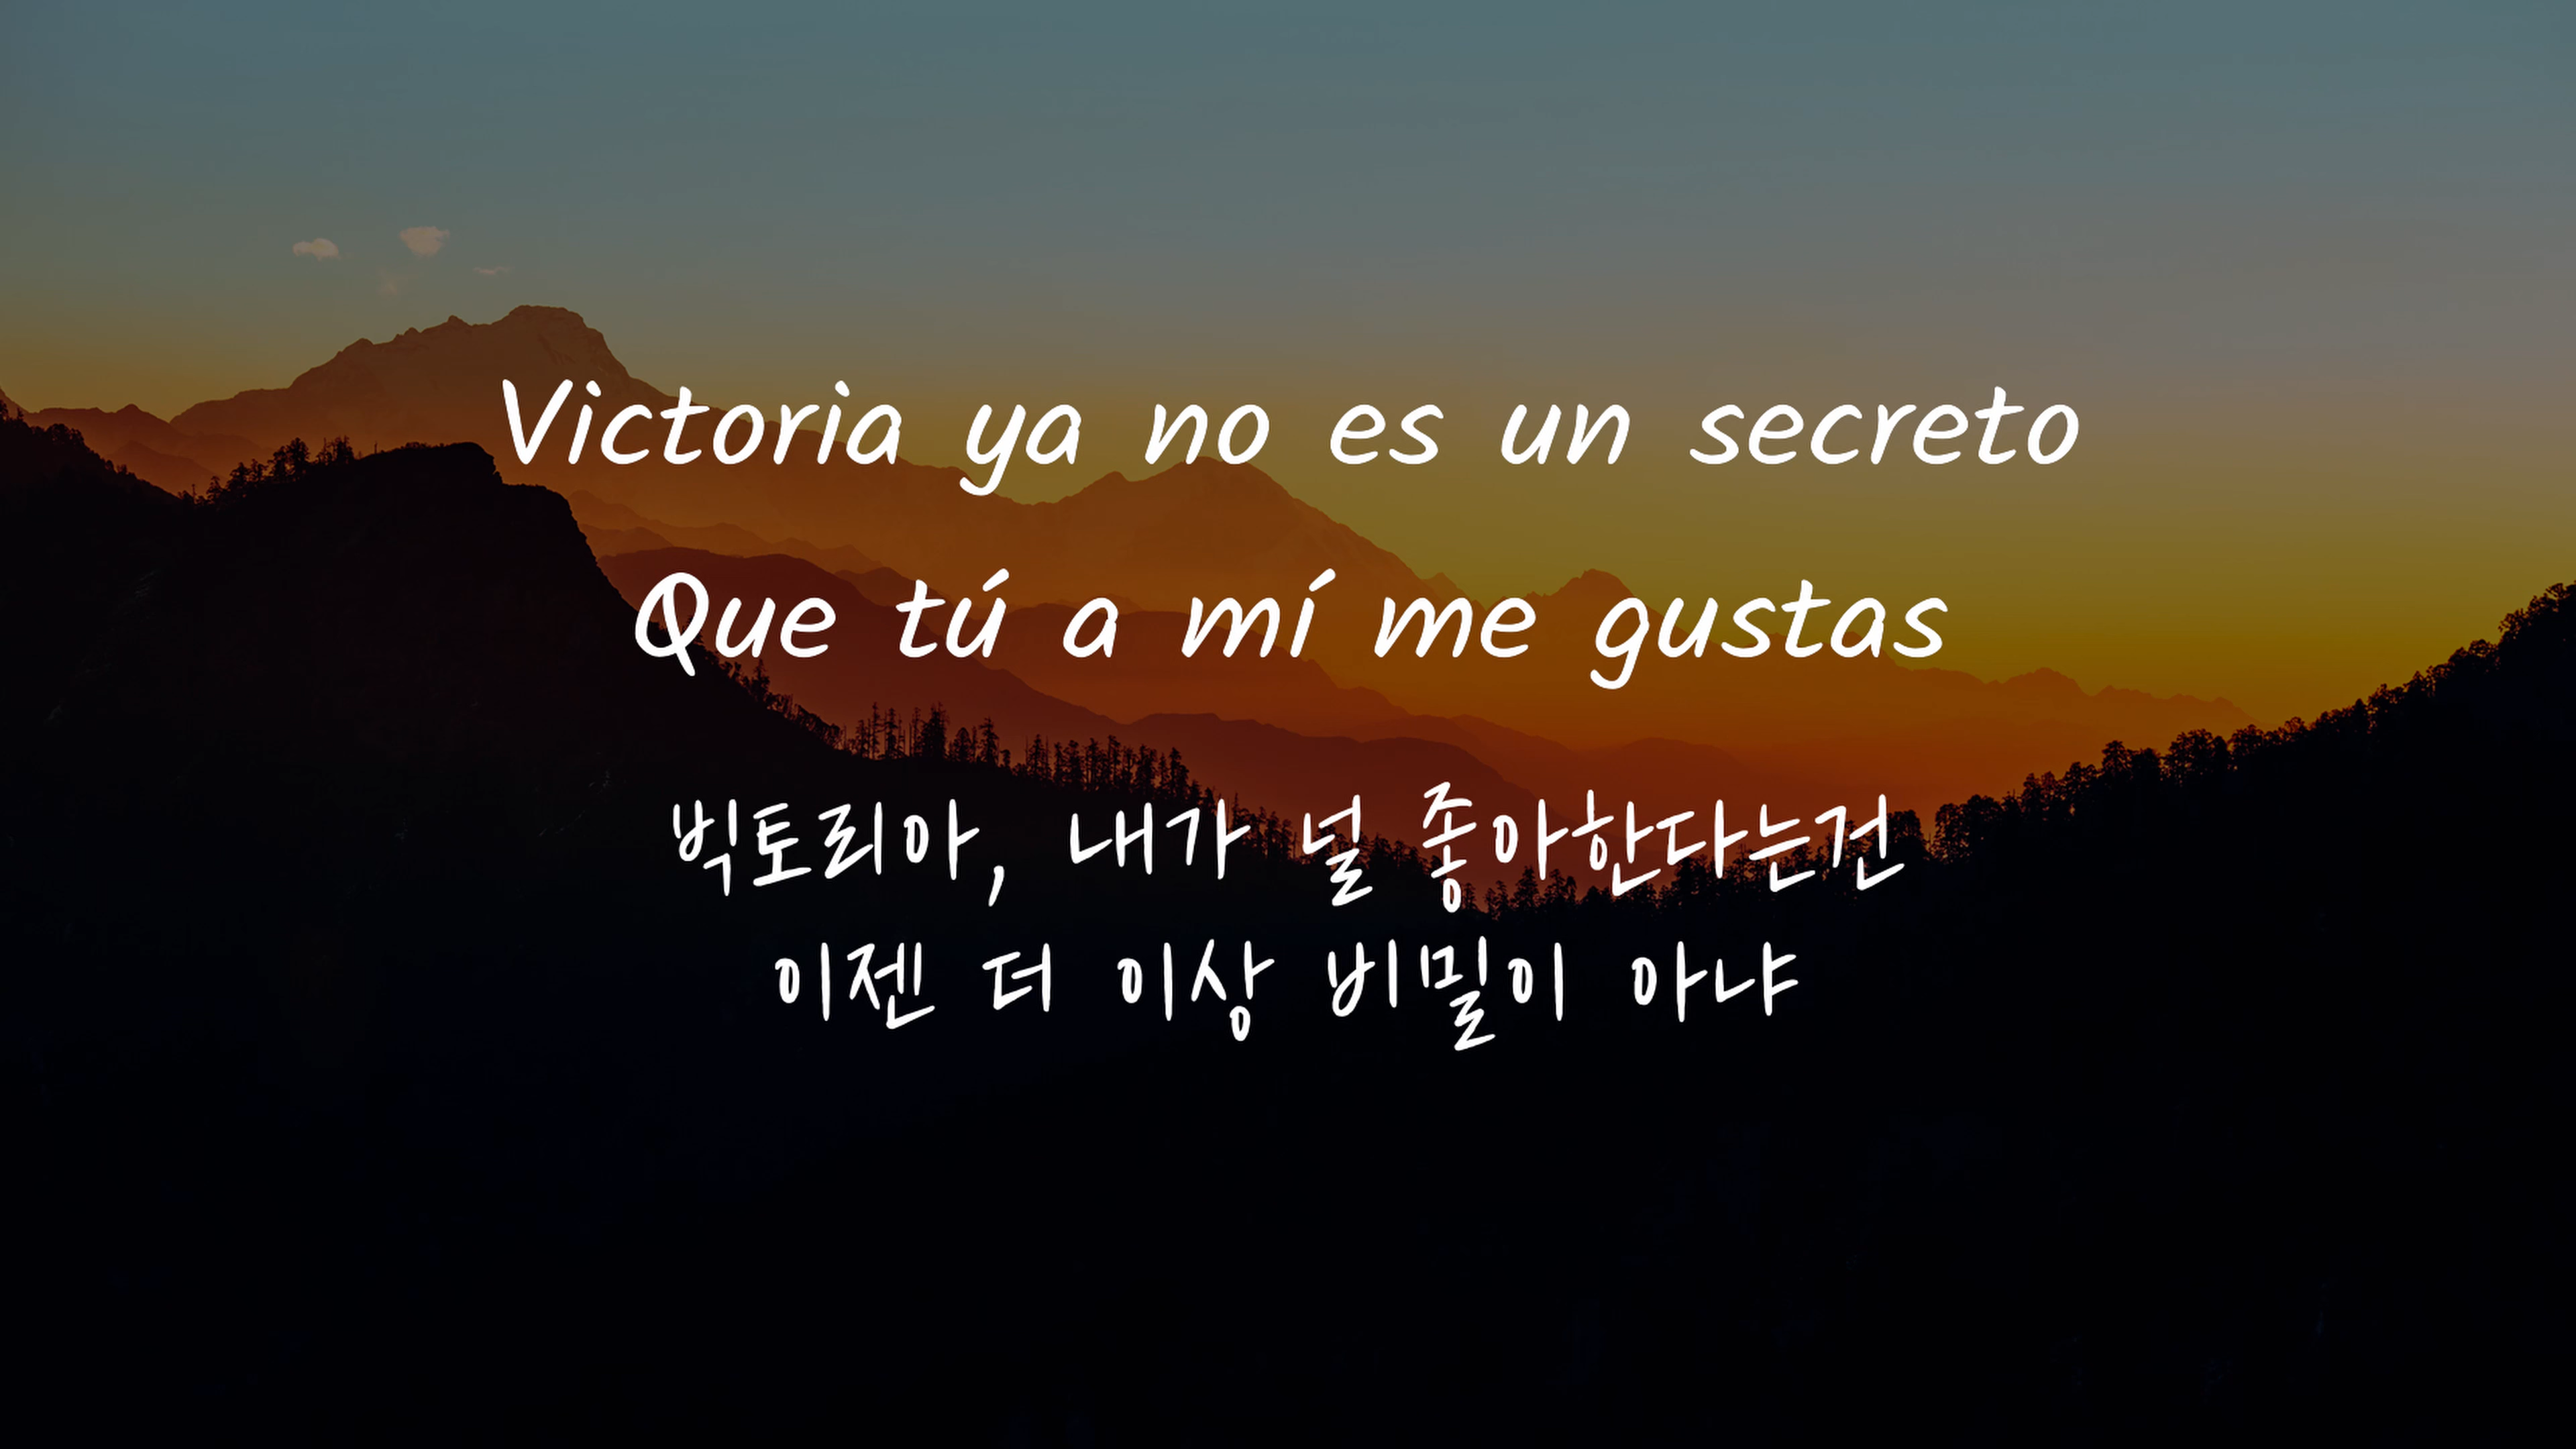 Victoria ya no es un secreto
Que tú a mí me gustas
빅토리아, 내가 널 좋아한다는건
이젠 더 이상 비밀이 아냐